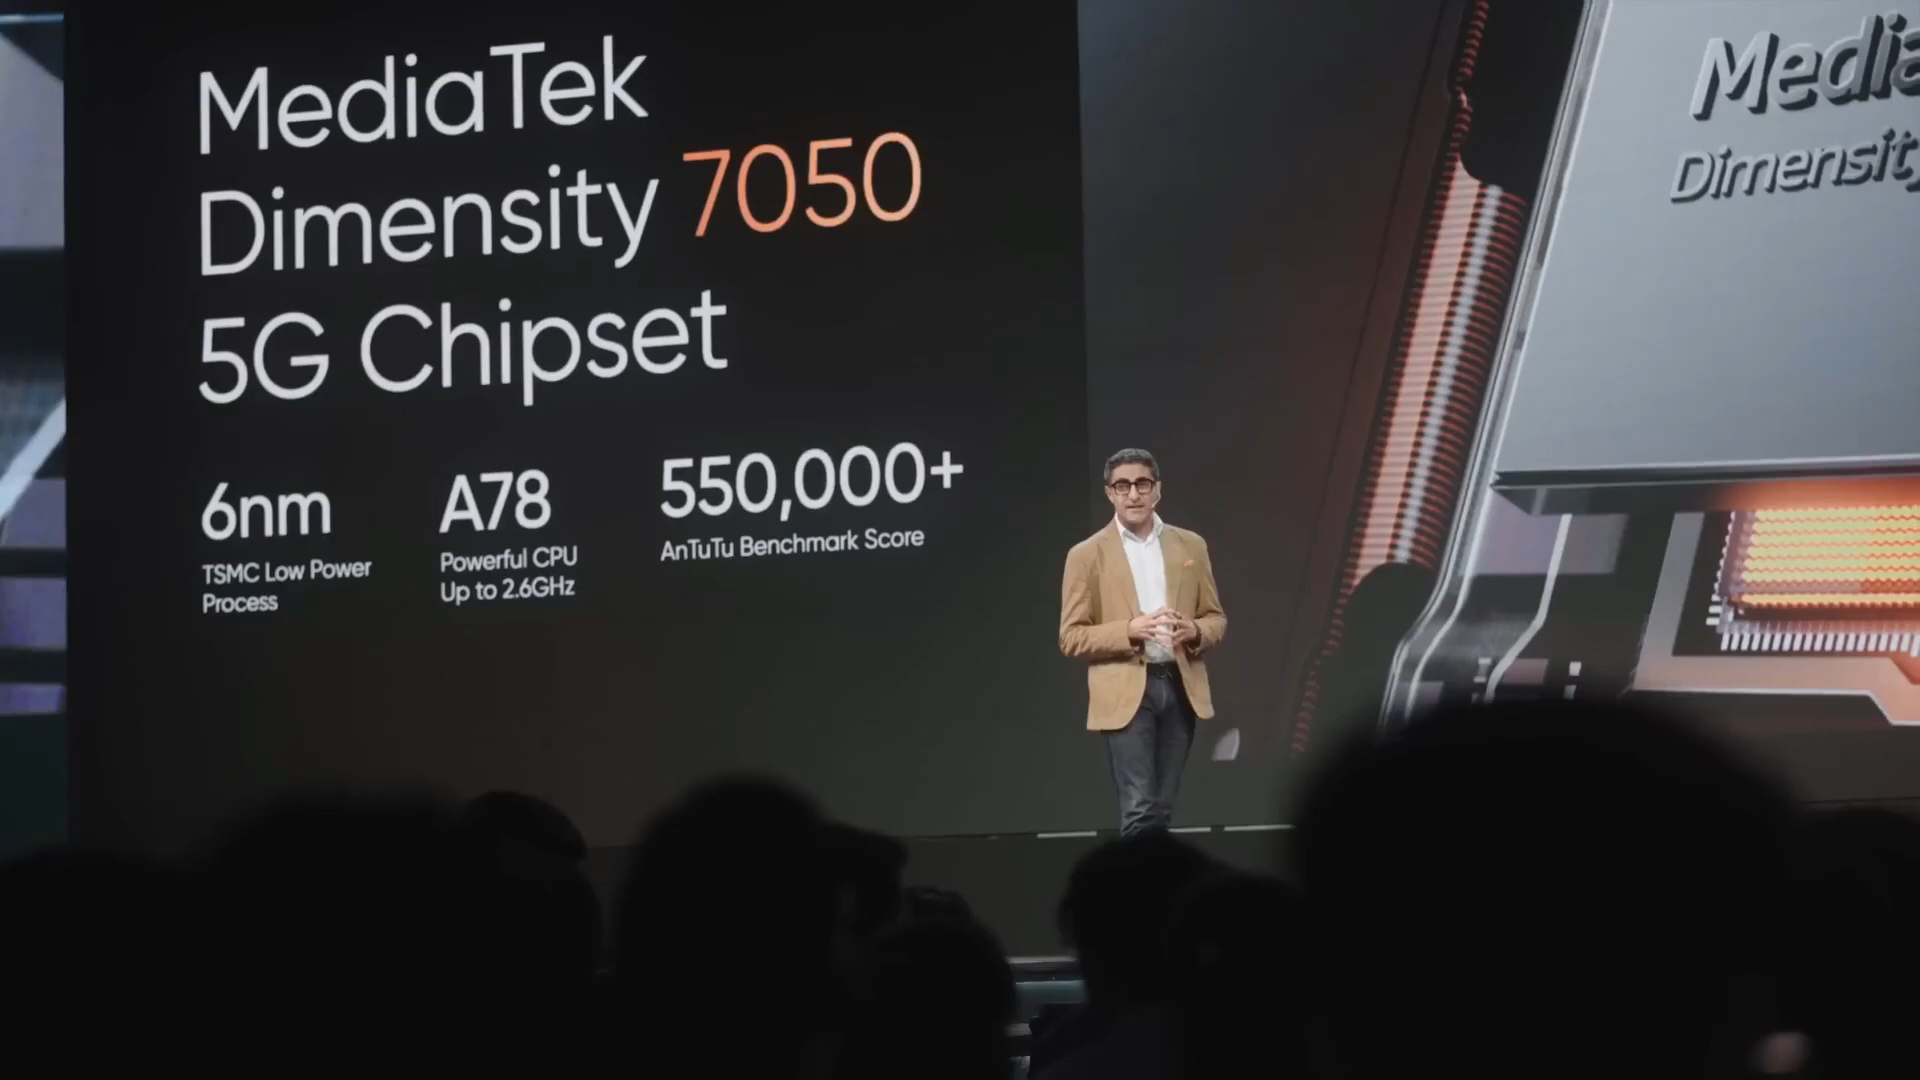 MediaTek
Dimensity 7050
5G Chipset
6nm
TSMC Low Power
Process
A78
Powerful CPU
Up to 2.6GHz
550,000+
AnTuTu Benchmark Score
Media
Dimensity